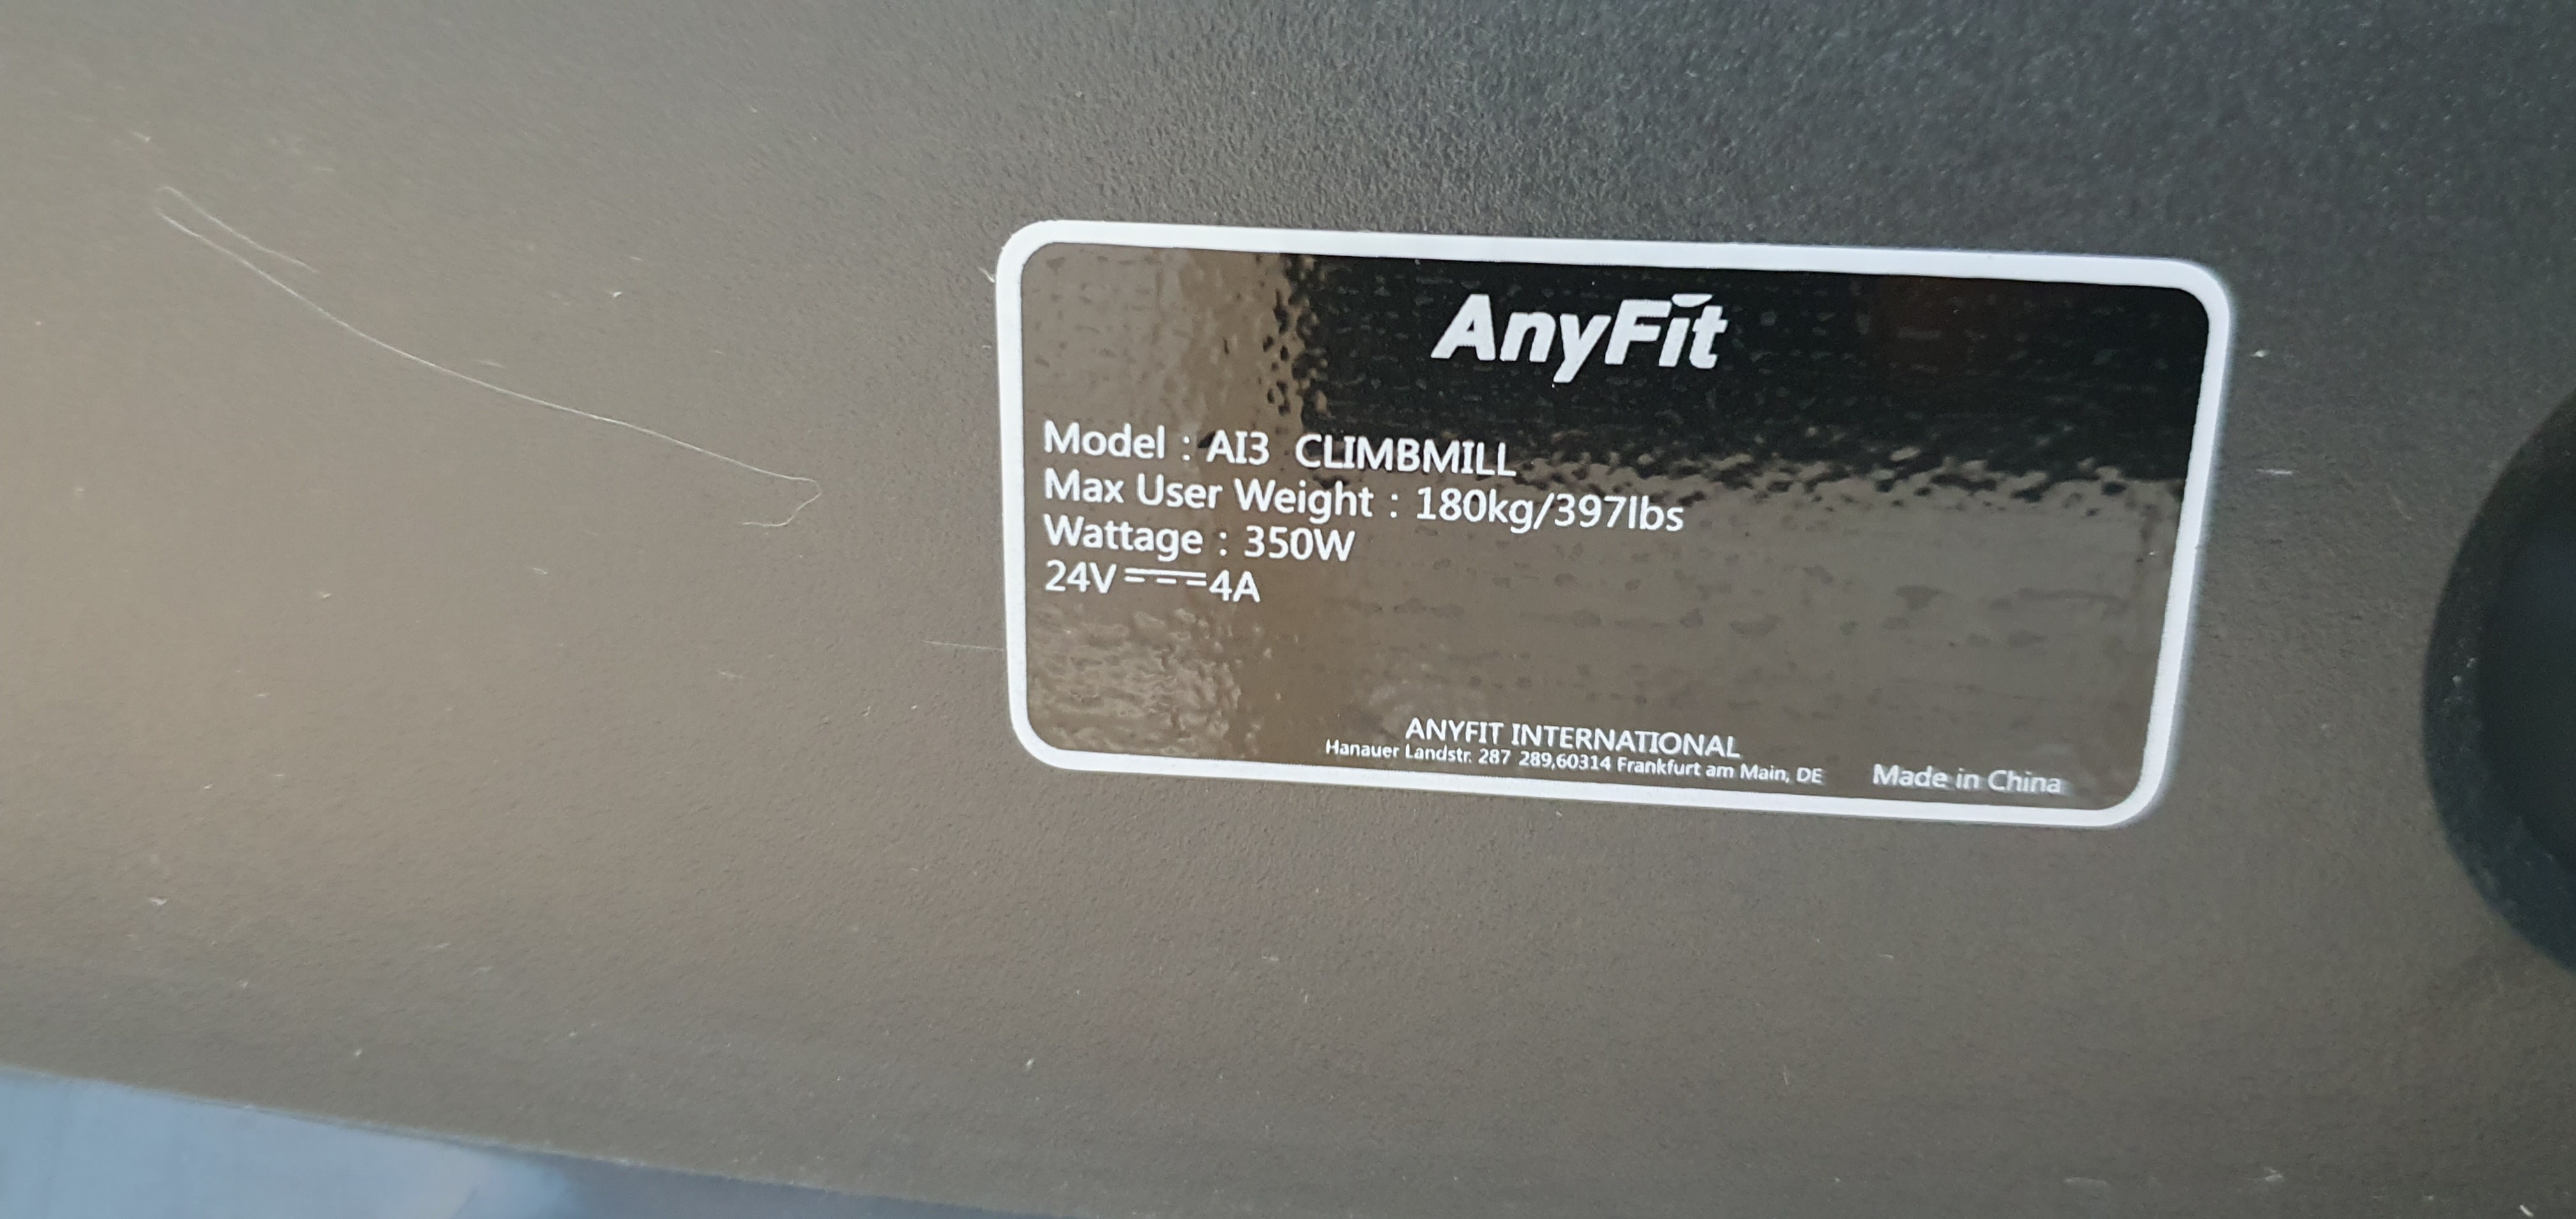 AnyFit
Model : AI3 CLIMBMILL
Max User Weight : 180kg/397lbs
Wattage : 350W
24V⎓4A
ANYFIT INTERNATIONAL
Hanauer Landstr. 287 289,60314 Frankfurt am Main, DE
Made in China